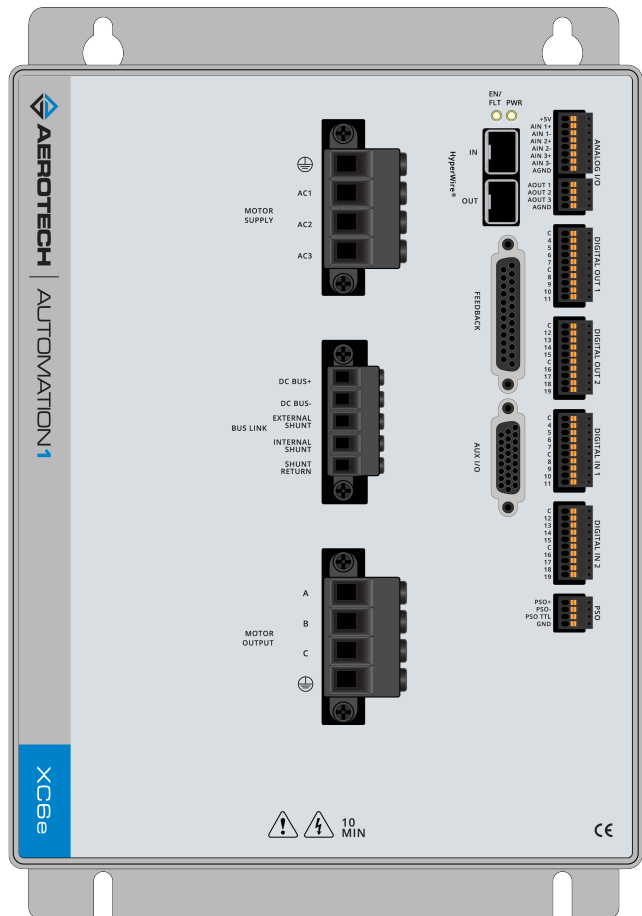 AEROTECH | AUTOMATION1
XC6e
EN/
FLT PWR
HyperWire®
IN
OUT
MOTOR
SUPPLY
AC1
AC2
AC3
BUS LINK
DC BUS+
DC BUS-
EXTERNAL
SHUNT
INTERNAL
SHUNT
SHUNT
RETURN
MOTOR
OUTPUT
A
B
C
FEEDBACK
AUX I/O
ANALOG I/O
+5V
AIN 1+
AIN 1-
AIN 2+
AIN 2-
AIN 3+
AIN 3-
AGND
AOUT 1
AOUT 2
AOUT 3
AGND
DIGITAL OUT 1
C
4
5
6
7
C
8
9
10
11
DIGITAL OUT 2
C
12
13
14
15
C
16
17
18
19
DIGITAL IN 1
C
4
5
6
7
C
8
9
10
11
DIGITAL IN 2
C
12
13
14
15
C
16
17
18
19
PSO
PSO+
PSO-
PSO TTL
GND
10
MIN
CE